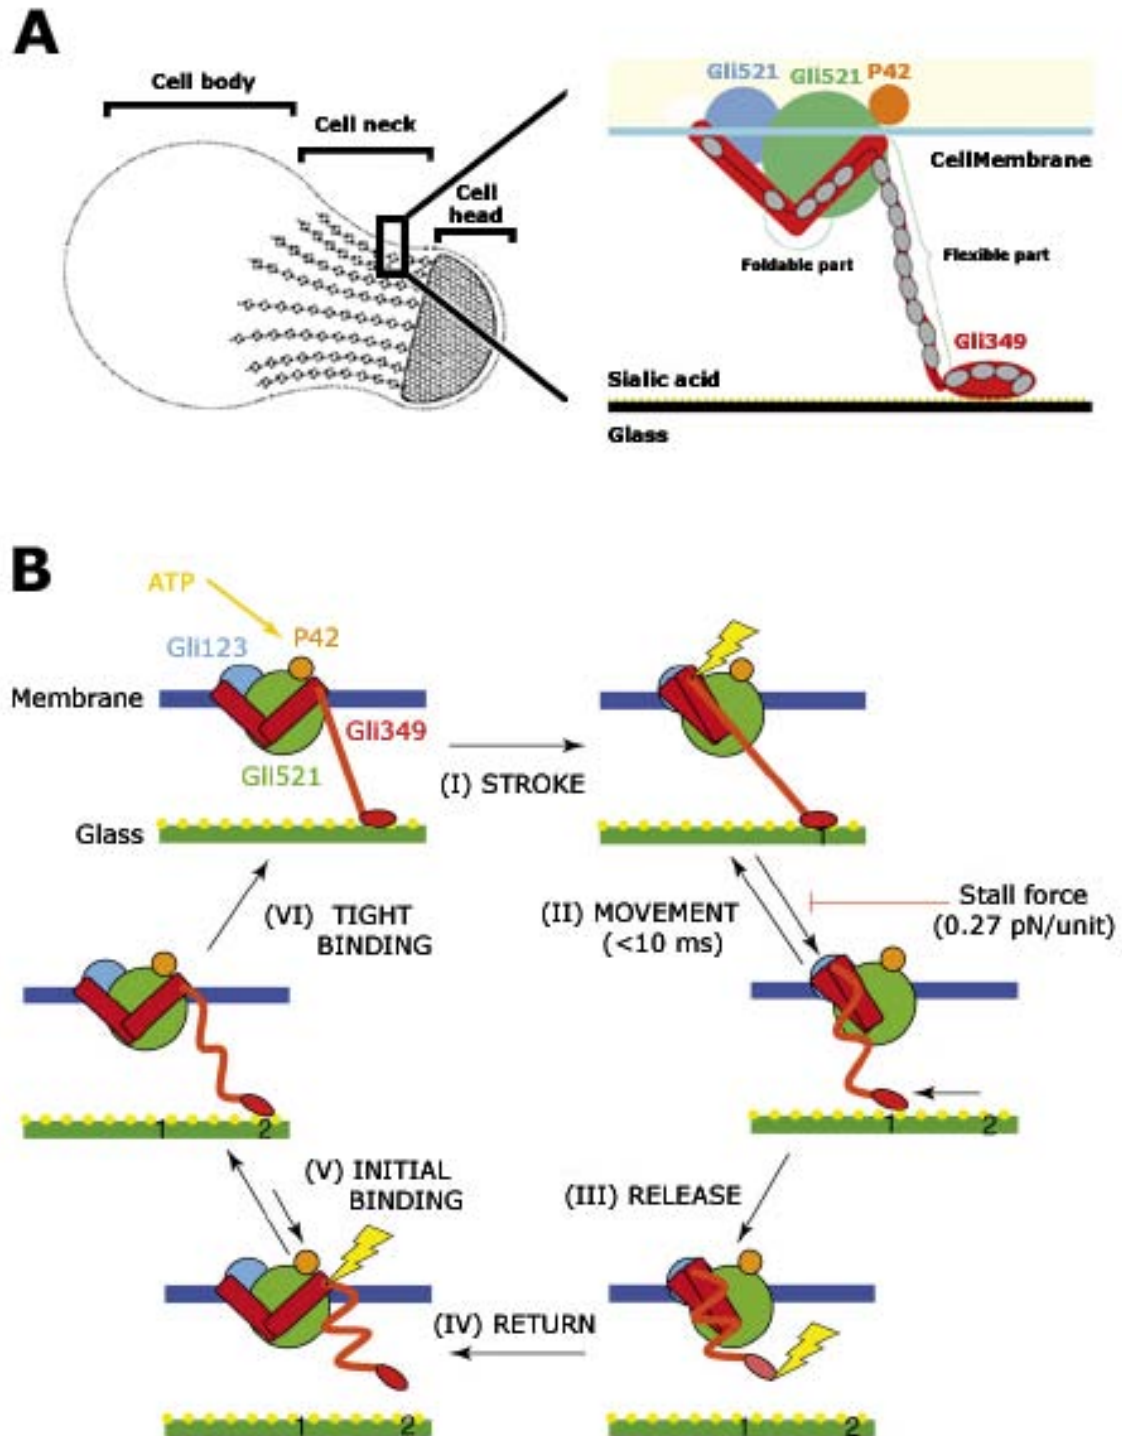 A
Cell body
Cell neck
Cell
head
Gli521
Gli521
P42
CellMembrane
Foldable part
Flexible part
Gli349
Sialic acid
Glass
B
ATP
Gli123
P42
Membrane
Gli349
Gli521
Glass
(I) STROKE
1
(II) MOVEMENT
(<10 ms)
Stall force
(0.27 pN/unit)
1 2
(III) RELEASE
1 2
(IV) RETURN
1 2
(V) INITIAL
BINDING
1 2
(VI) TIGHT
BINDING